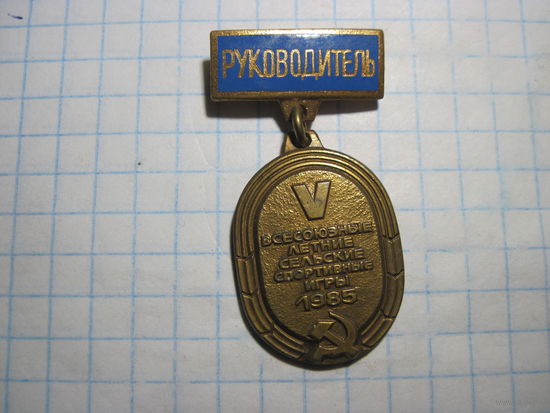 РУКОВОДИТЕЛЬ
V
ВСЕСОЮЗНЫЕ
ЛЕТНИЕ
СЕЛЬСКИЕ
СПОРТИВНЫЕ
ИГРЫ
1985